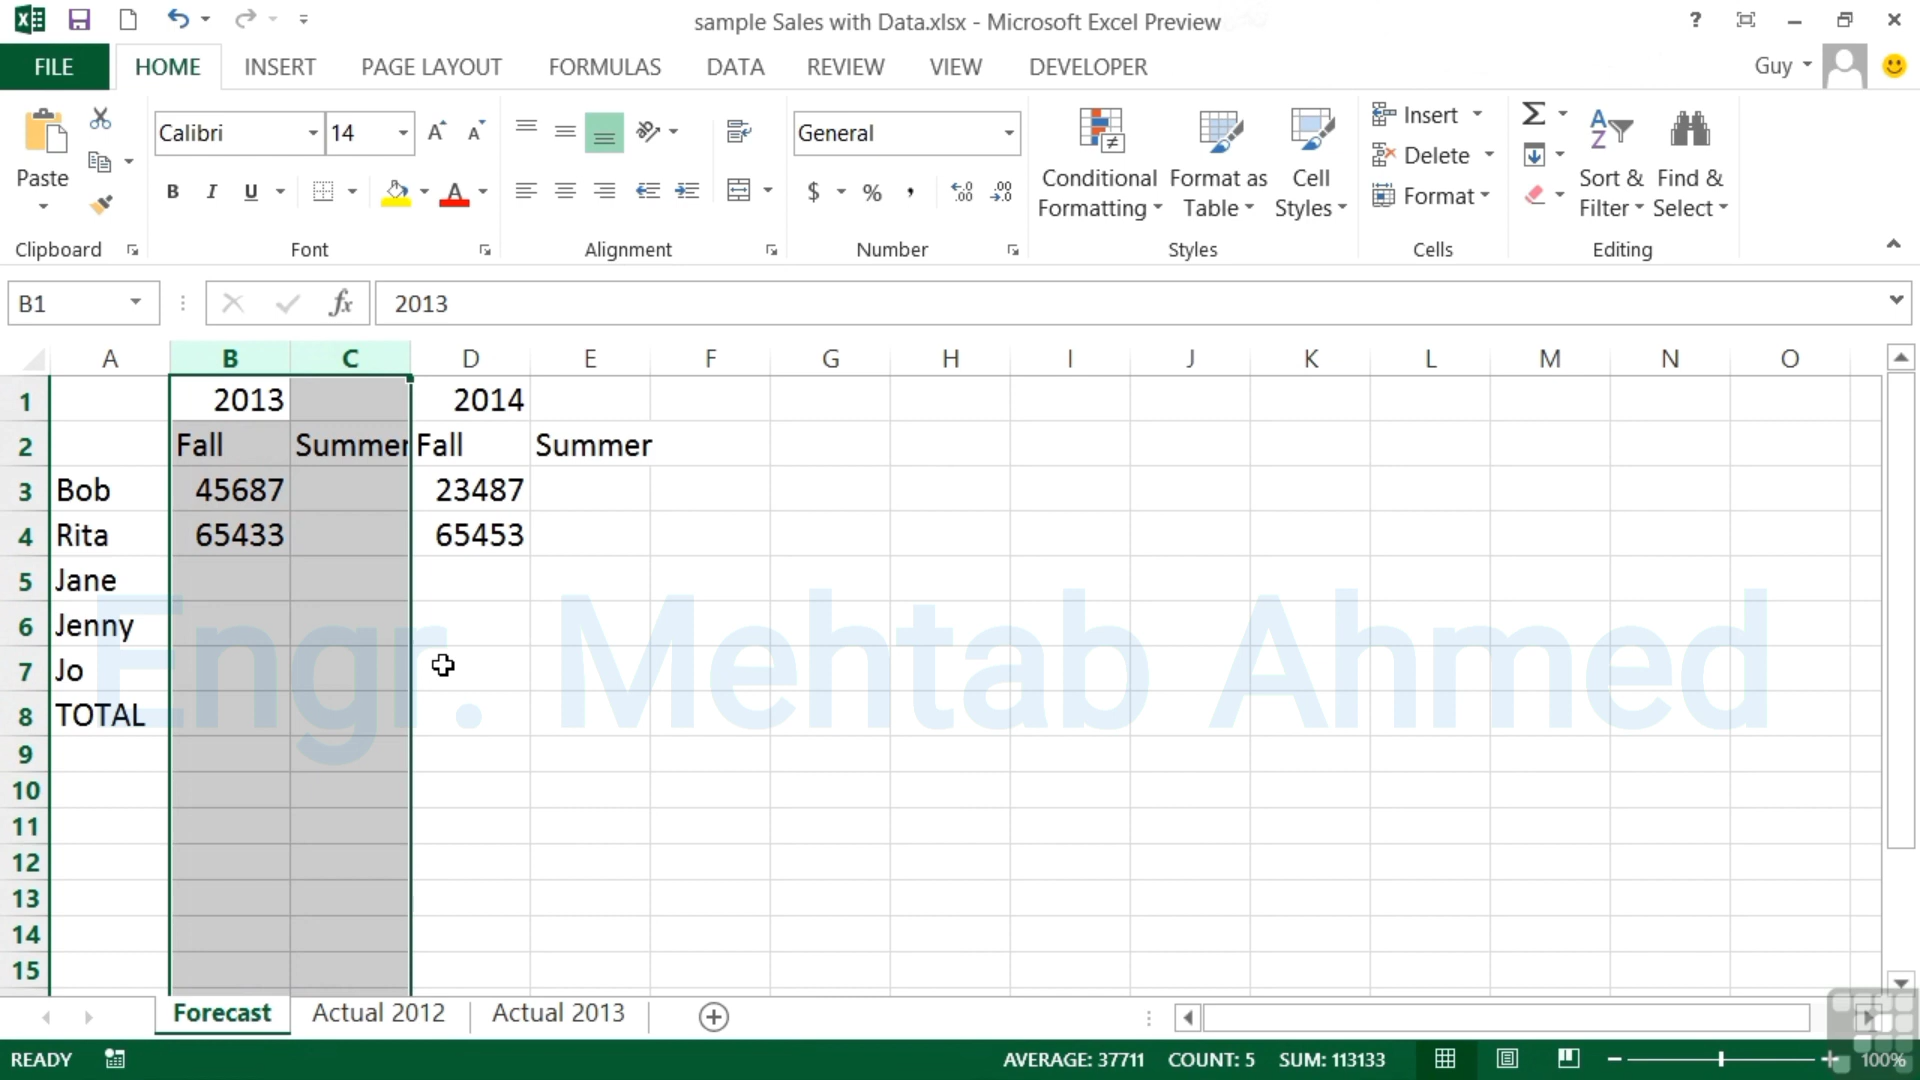 sample Sales with Data.xlsx - Microsoft Excel Preview
?
FILE HOME INSERT PAGE LAYOUT FORMULAS DATA REVIEW VIEW DEVELOPER Guy
Paste
Clipboard
Calibri 14 A A
B I U A
Font
Alignment
General
$ % , .00 .00
Number
Conditional Formatting
Format as Table
Cell Styles
Styles
Insert
Delete
Format
Cells
Σ
Sort & Filter
Find & Select
Editing
B1 fx 2013
A B C D E F G H I J K L M N O
1 2013 2014
2 Fall Summer Fall Summer
3 Bob 45687 23487
4 Rita 65433 65453
5 Jane
6 Jenny
7 Jo
8 TOTAL
Engr. Mehtab Ahmed
9
10
11
12
13
14
15
Forecast Actual 2012 Actual 2013
READY AVERAGE: 37711 COUNT: 5 SUM: 113133 100%